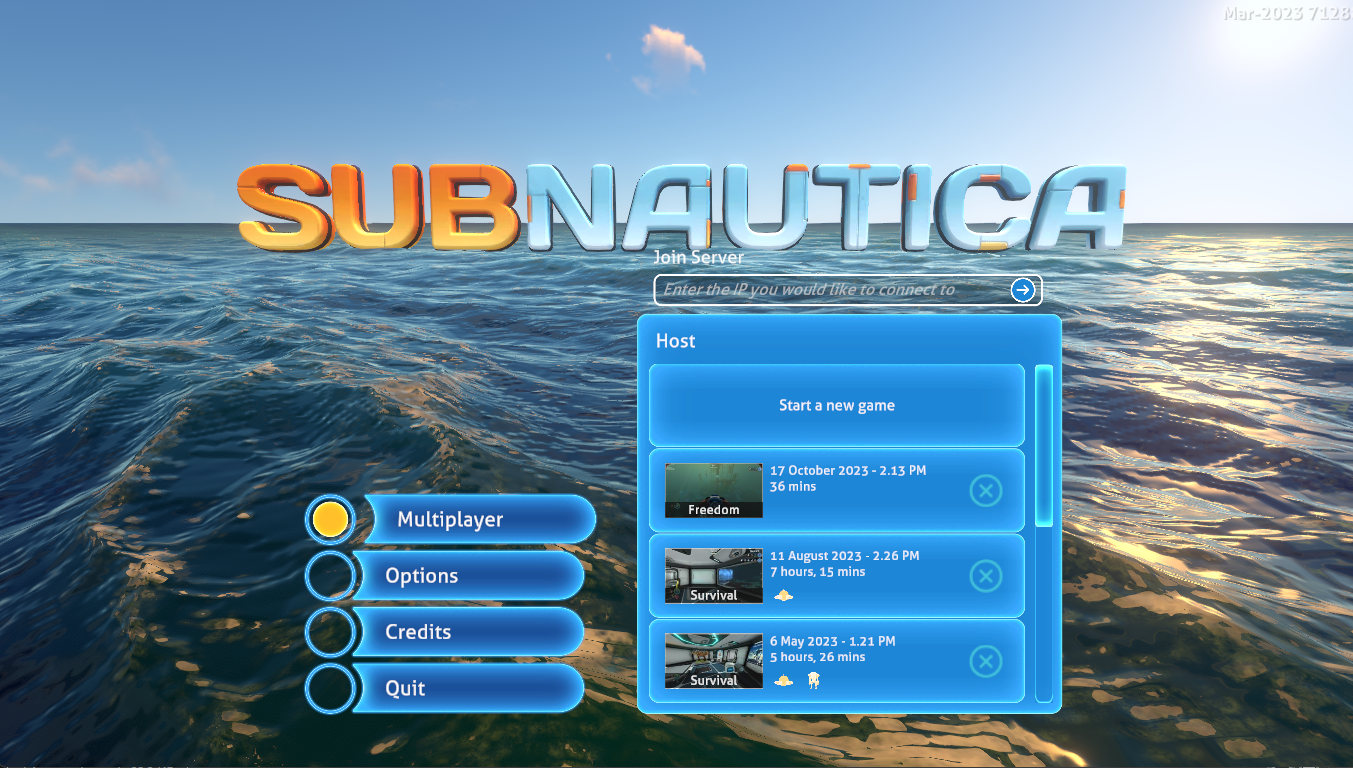 Mar-2023 7128
SUBNAUTICA
Join Server
Enter the IP you would like to connect to
Host
Start a new game
17 October 2023 - 2.13 PM
36 mins
Freedom
11 August 2023 - 2.26 PM
7 hours, 15 mins
Survival
6 May 2023 - 1.21 PM
5 hours, 26 mins
Survival
Multiplayer
Options
Credits
Quit